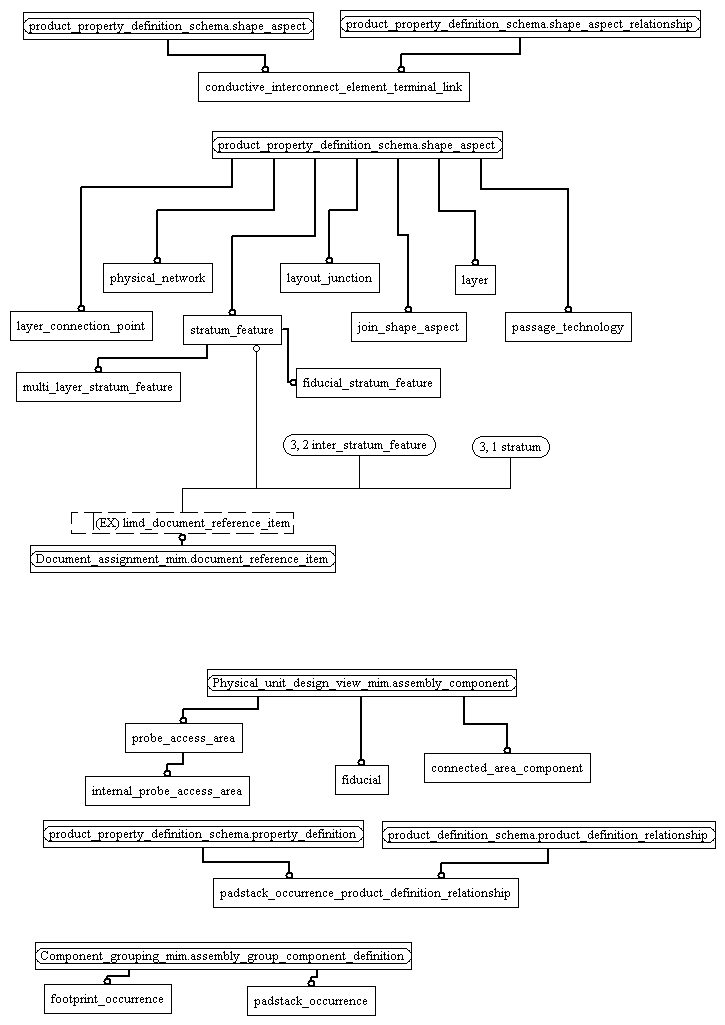 product_property_definition_schema.shape_aspect
product_property_definition_schema.shape_aspect_relationship
conductive_interconnect_element_terminal_link
product_property_definition_schema.shape_aspect
physical_network
layout_junction
layer
layer_connection_point
stratum_feature
join_shape_aspect
passage_technology
multi_layer_stratum_feature
fiducial_stratum_feature
3, 2 inter_stratum_feature
3, 1 stratum
(EX) limd_document_reference_item
Document_assignment_mim.document_reference_item
Physical_unit_design_view_mim.assembly_component
probe_access_area
connected_area_component
fiducial
internal_probe_access_area
product_property_definition_schema.property_definition
product_definition_schema.product_definition_relationship
padstack_occurrence_product_definition_relationship
Component_grouping_mim.assembly_group_component_definition
footprint_occurrence
padstack_occurrence